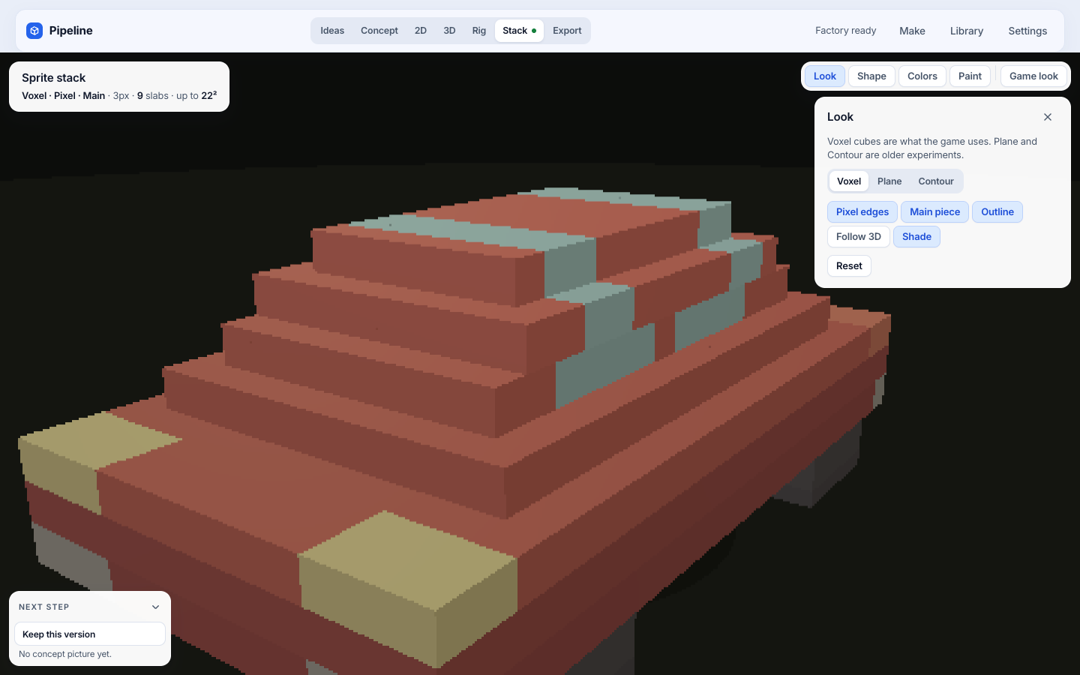 Pipeline
Ideas Concept 2D 3D Rig Stack Export
Factory ready Make Library Settings
Sprite stack
Voxel · Pixel · Main · 3px · 9 slabs · up to 22²
Look Shape Colors Paint Game look
Look
Voxel cubes are what the game uses. Plane and
Contour are older experiments.
Voxel Plane Contour
Pixel edges Main piece Outline
Follow 3D Shade
Reset
NEXT STEP
Keep this version
No concept picture yet.